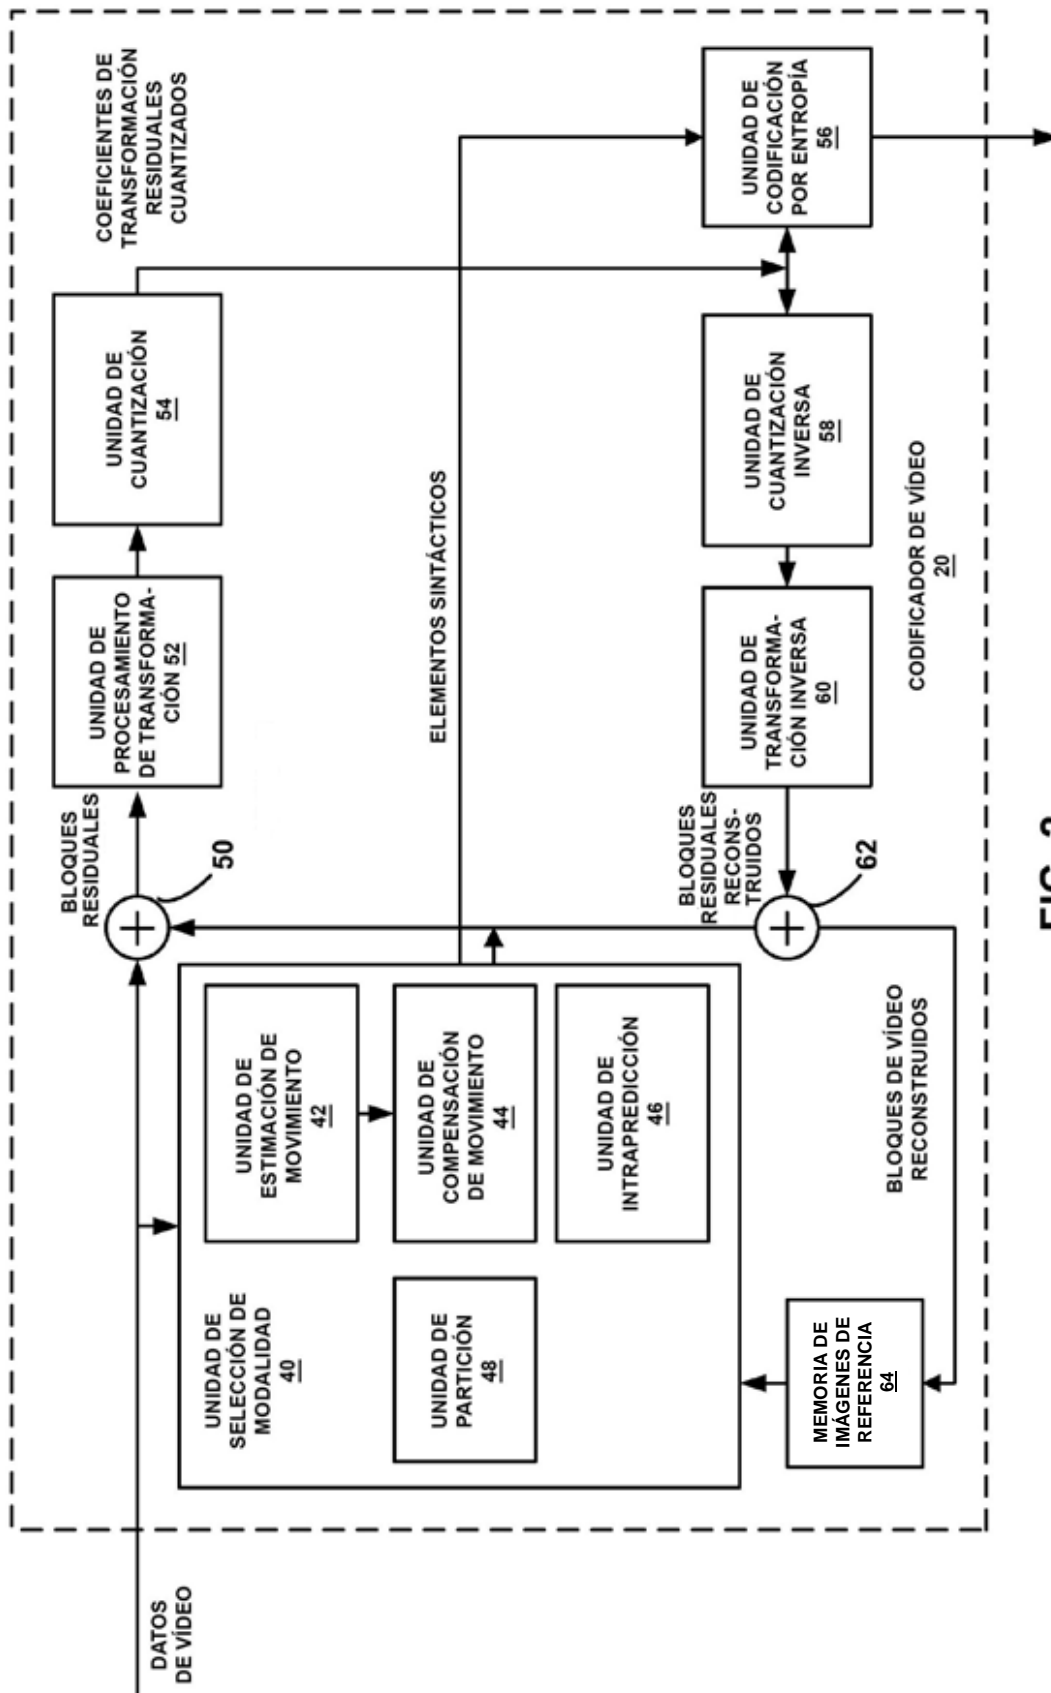 DATOS
DE VÍDEO
BLOQUES
RESIDUALES
50
UNIDAD DE
PROCESAMIENTO
DE TRANSFORMA-
CIÓN 52
UNIDAD DE
CUANTIZACIÓN
54
COEFICIENTES DE
TRANSFORMACIÓN
RESIDUALES
CUANTIZADOS
UNIDAD DE
SELECCIÓN DE
MODALIDAD
40
UNIDAD DE
ESTIMACIÓN DE
MOVIMIENTO
42
UNIDAD DE
PARTICIÓN
48
UNIDAD DE
COMPENSACIÓN
DE MOVIMIENTO
44
ELEMENTOS SINTÁCTICOS
UNIDAD DE
INTRAPREDICCIÓN
46
BLOQUES
RESIDUALES
RECONS-
TRUIDOS
62
UNIDAD DE
TRANSFORMA-
CIÓN INVERSA
60
UNIDAD DE
CUANTIZACIÓN
INVERSA
58
UNIDAD DE
CODIFICACIÓN
POR ENTROPÍA
56
MEMORIA DE
IMÁGENES DE
REFERENCIA
64
BLOQUES DE VÍDEO
RECONSTRUIDOS
CODIFICADOR DE VÍDEO
20
FIG.